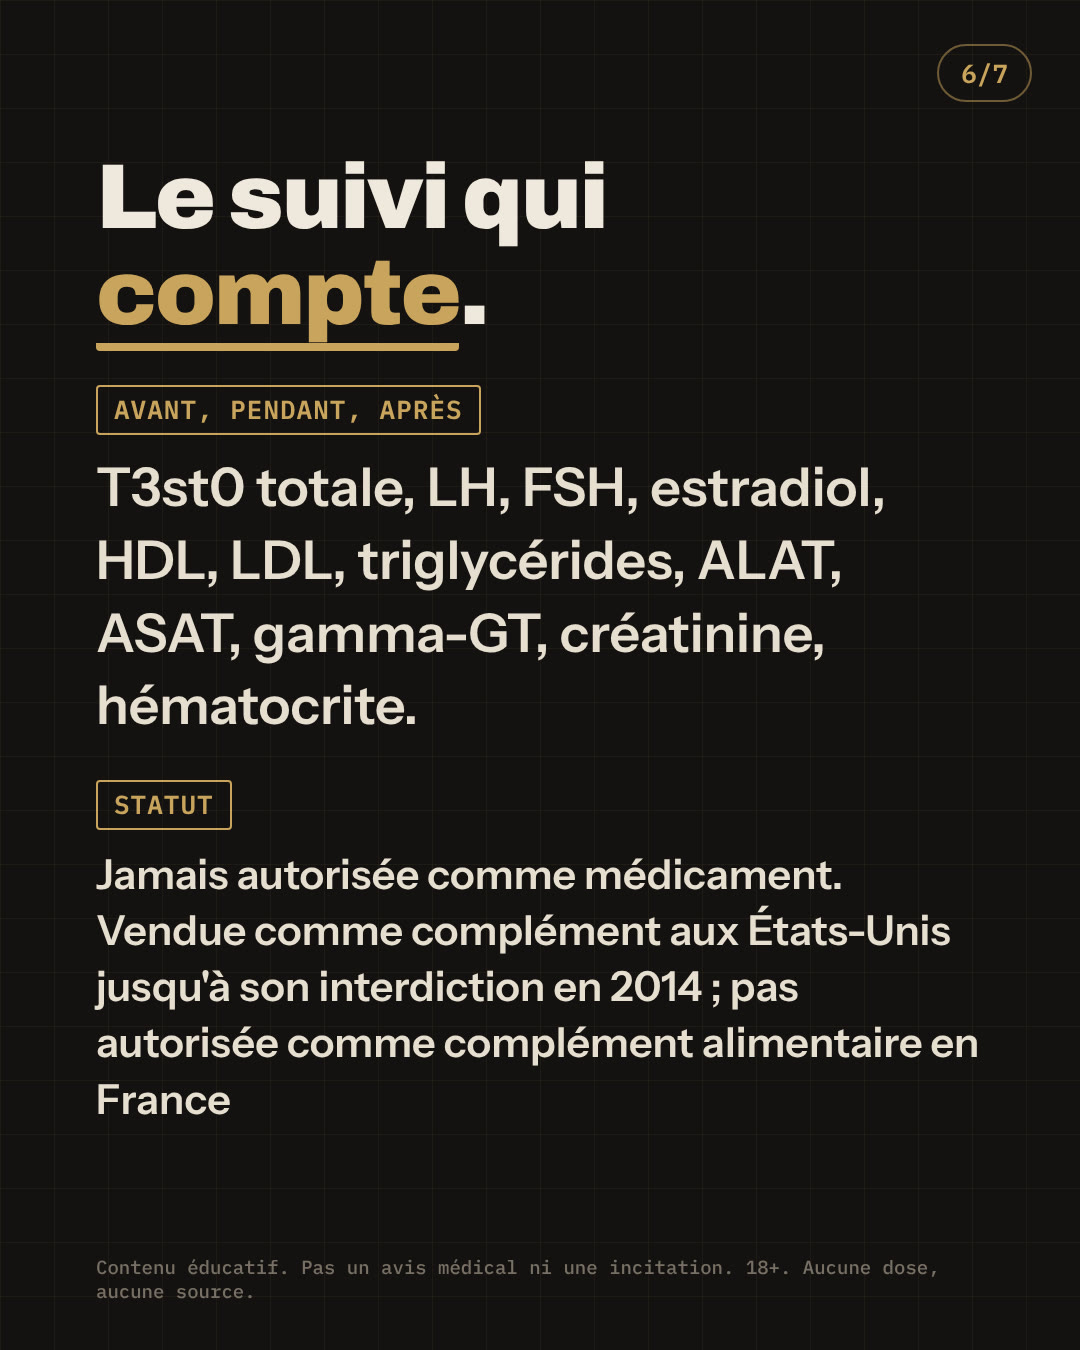 6/7
Le suivi qui
compte.
AVANT, PENDANT, APRÈS
T3st0 totale, LH, FSH, estradiol,
HDL, LDL, triglycérides, ALAT,
ASAT, gamma-GT, créatinine,
hématocrite.
STATUT
Jamais autorisée comme médicament.
Vendue comme complément aux États-Unis
jusqu'à son interdiction en 2014 ; pas
autorisée comme complément alimentaire en
France
Contenu éducatif. Pas un avis médical ni une incitation. 18+. Aucune dose,
aucune source.